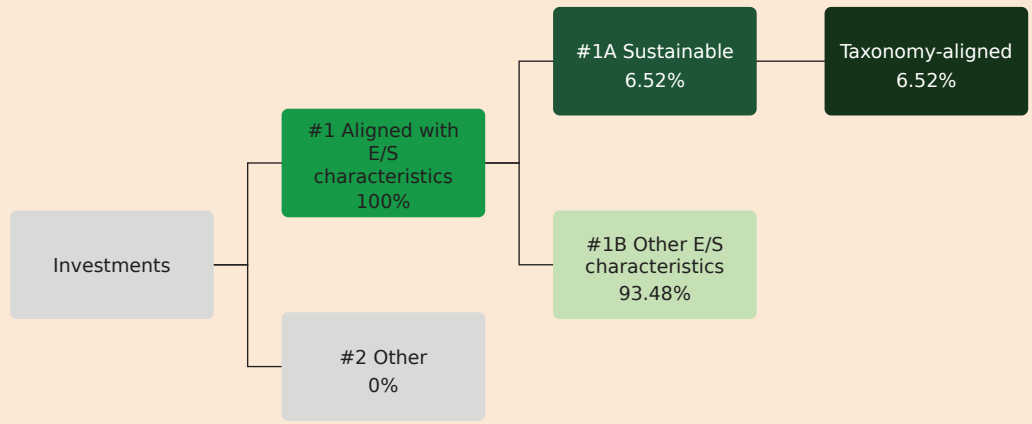 #1A Sustainable
6.52%
Taxonomy-aligned
6.52%
#1 Aligned with
E/S
characteristics
100%
Investments
#1B Other E/S
characteristics
93.48%
#2 Other
0%